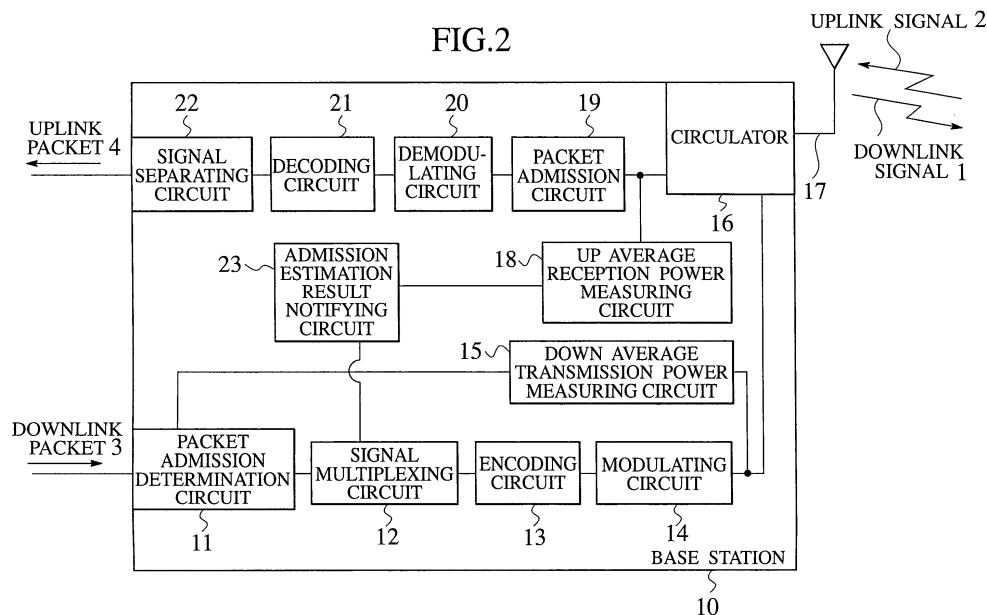 FIG.2
UPLINK SIGNAL 2
22
21
20
19
UPLINK
PACKET 4
SIGNAL
SEPARATING
CIRCUIT
DECODING
CIRCUIT
DEMODU-
LATING
CIRCUIT
PACKET
ADMISSION
CIRCUIT
CIRCULATOR
DOWNLINK
SIGNAL 1
17
16
23
ADMISSION
ESTIMATION
RESULT
NOTIFYING
CIRCUIT
18
UP AVERAGE
RECEPTION POWER
MEASURING
CIRCUIT
15
DOWN AVERAGE
TRANSMISSION POWER
MEASURING CIRCUIT
DOWNLINK
PACKET 3
PACKET
ADMISSION
DETERMINATION
CIRCUIT
SIGNAL
MULTIPLEXING
CIRCUIT
ENCODING
CIRCUIT
MODULATING
CIRCUIT
11
12
13
14
BASE STATION
10